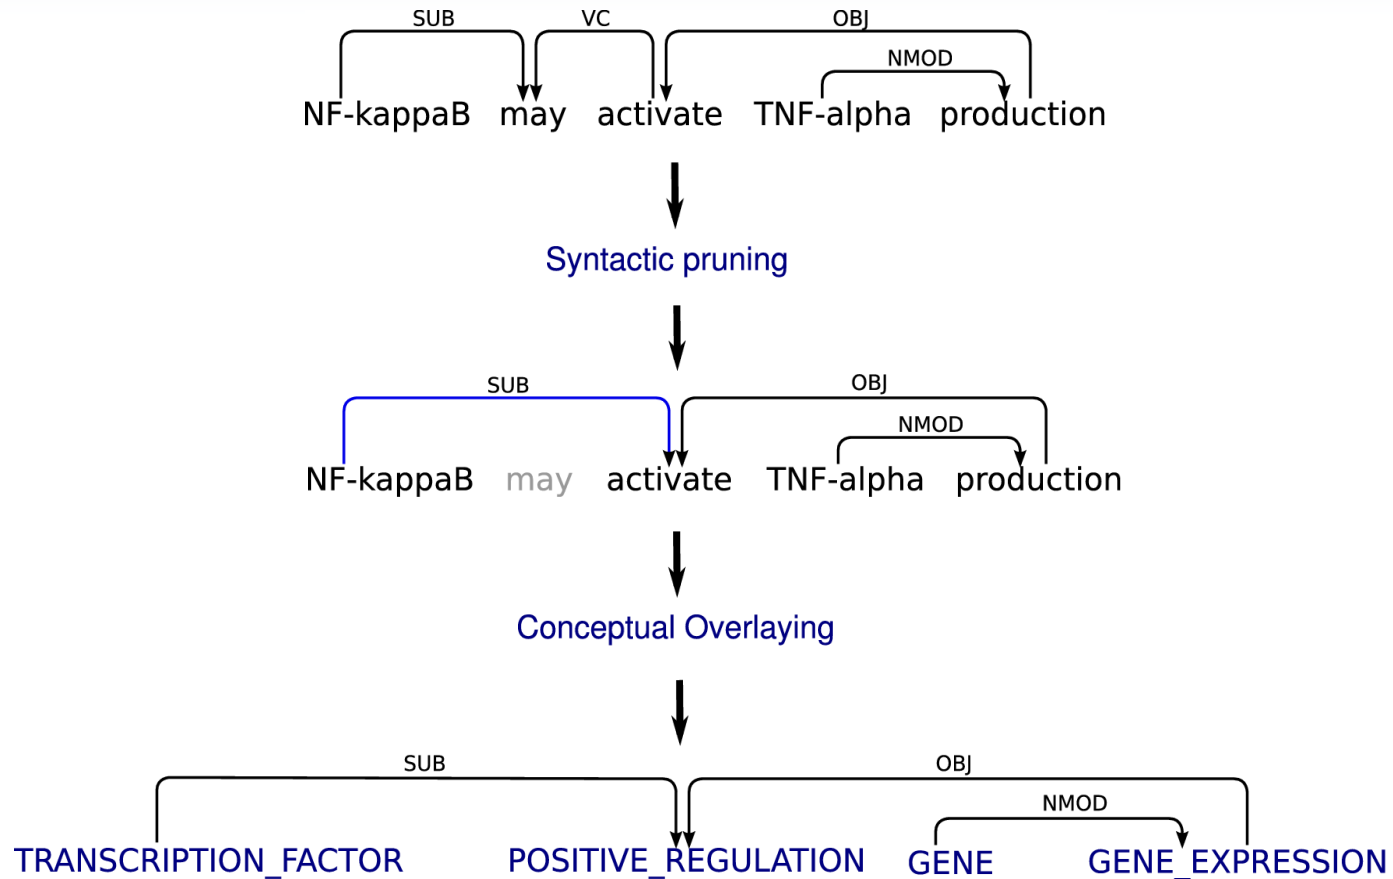 SUB VC OBJ
NMOD
NF-kappaB may activate TNF-alpha production
Syntactic pruning
SUB OBJ
NMOD
NF-kappaB may activate TNF-alpha production
Conceptual Overlaying
SUB OBJ
NMOD
TRANSCRIPTION_FACTOR POSITIVE_REGULATION GENE GENE_EXPRESSION